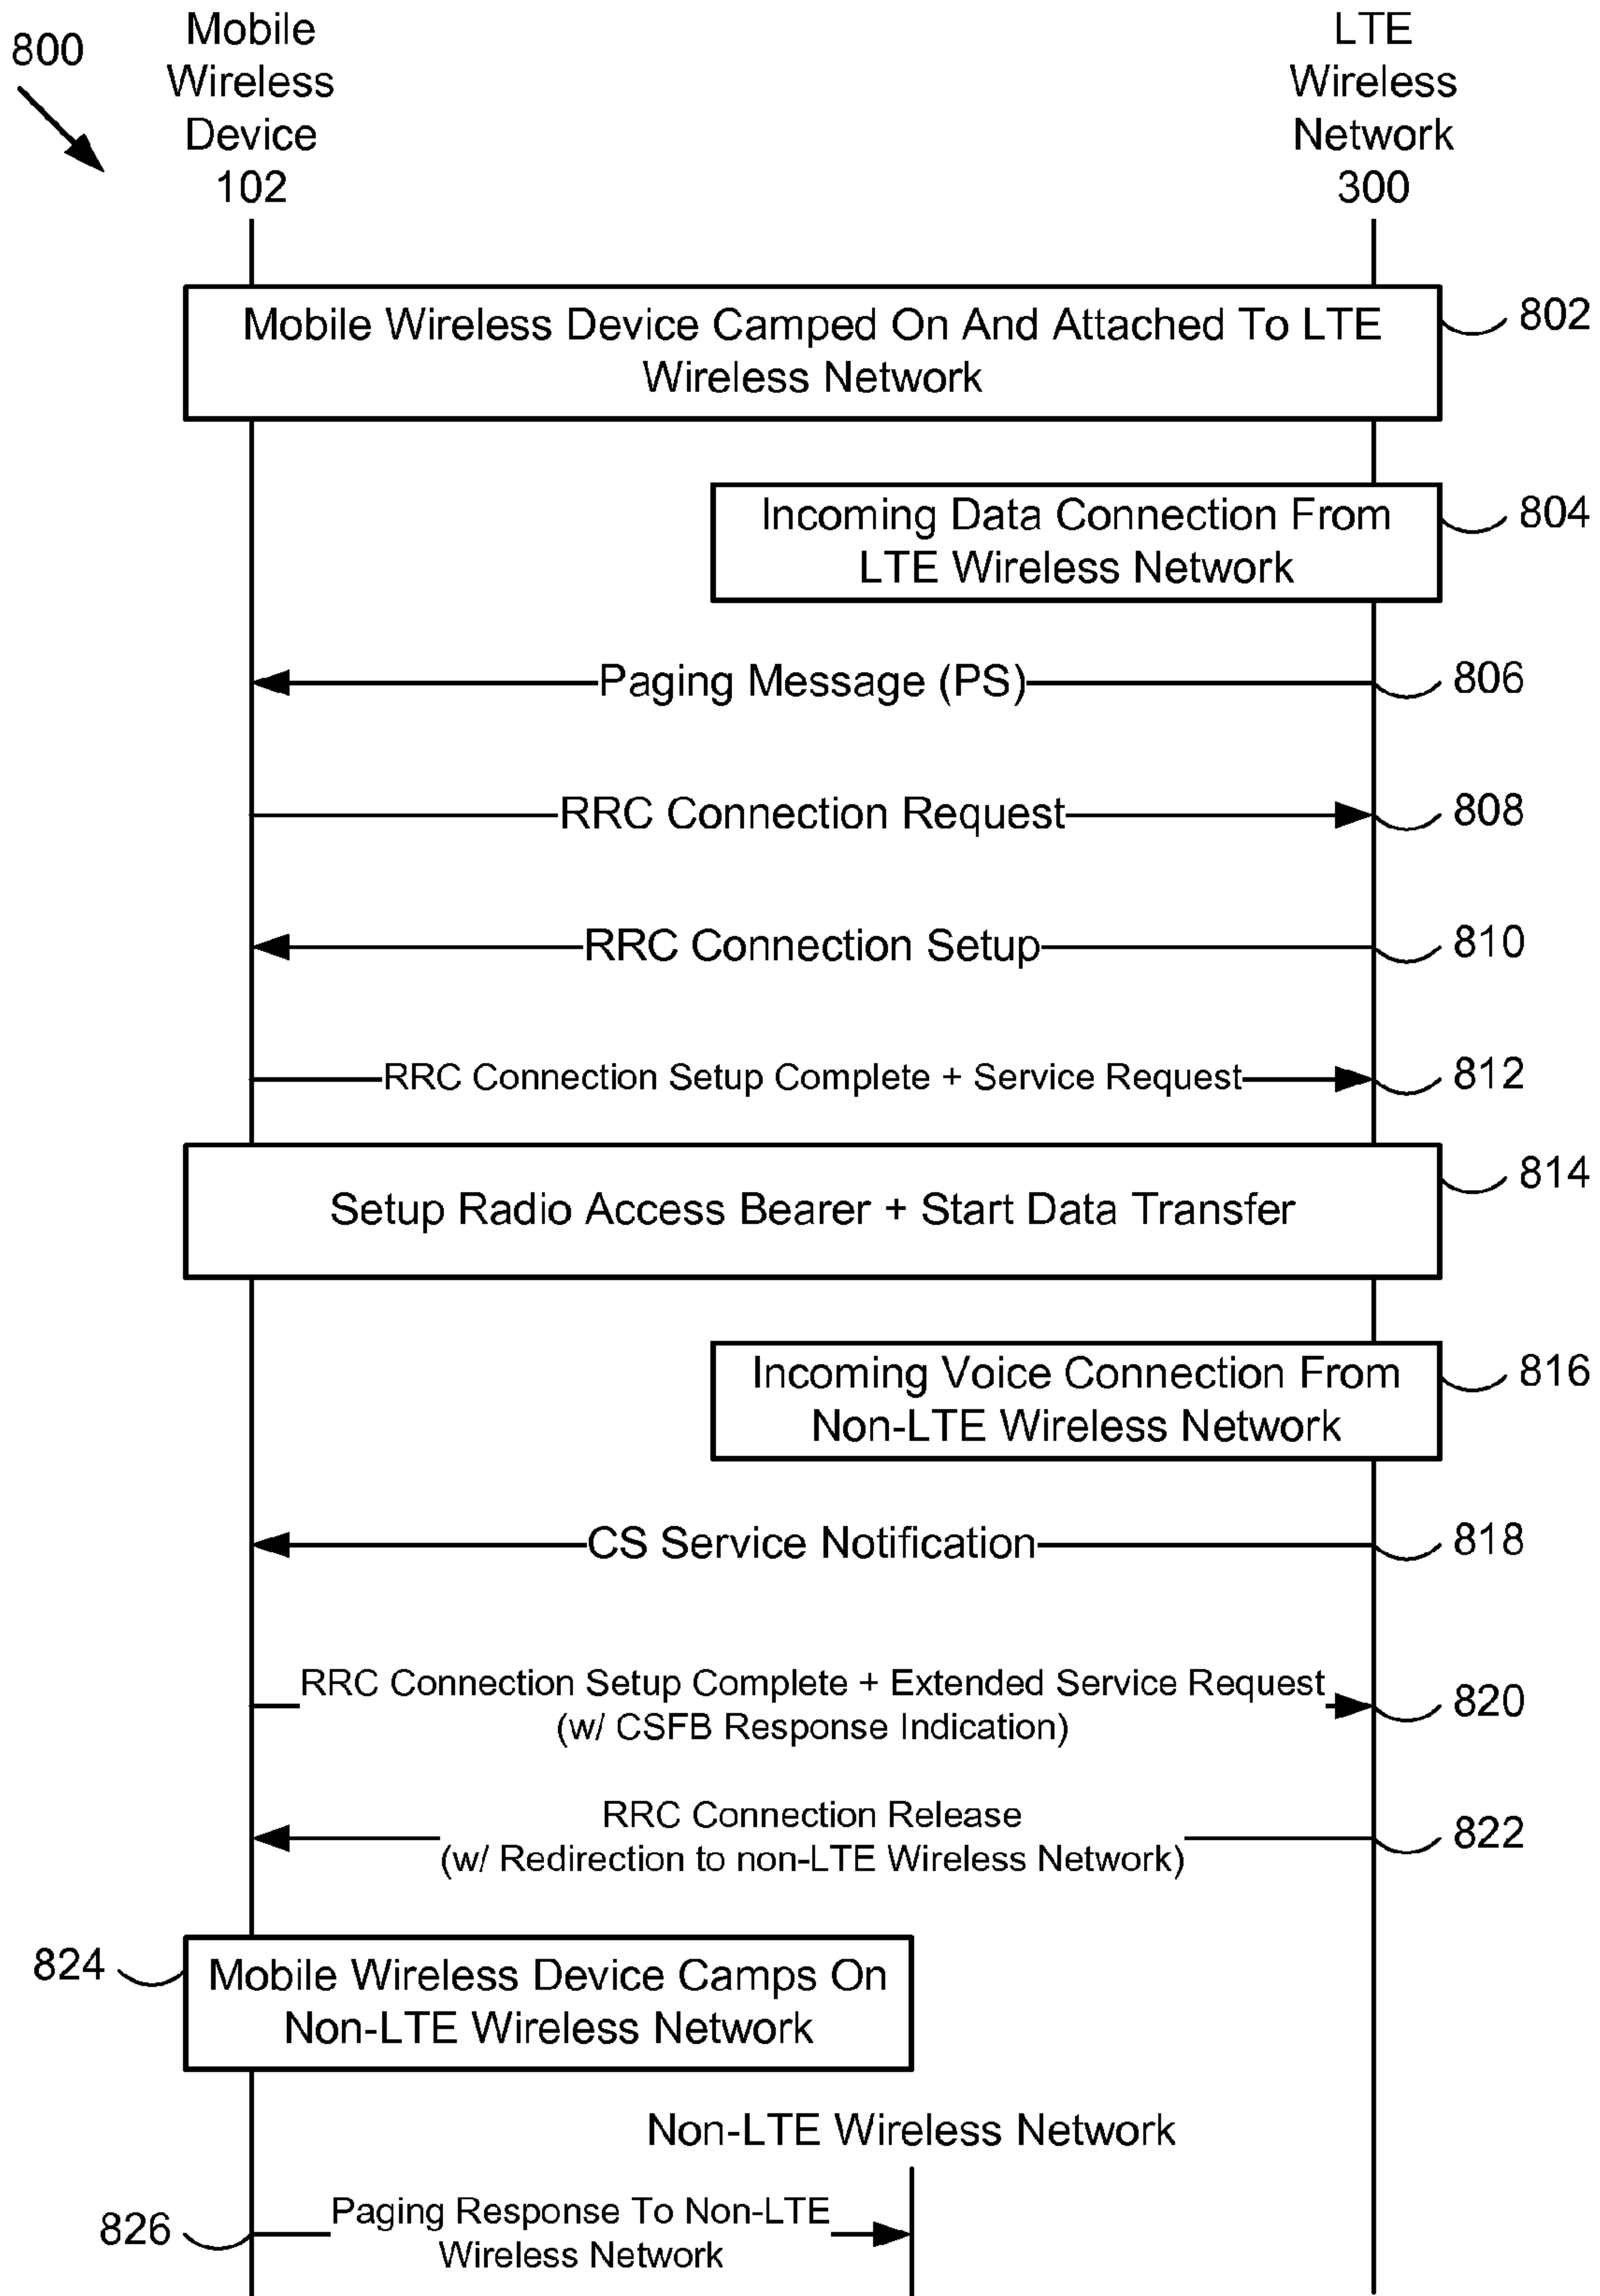 800
Mobile
Wireless
Device
102
LTE
Wireless
Network
300
Mobile Wireless Device Camped On And Attached To LTE
Wireless Network
802
Incoming Data Connection From
LTE Wireless Network
804
Paging Message (PS)
806
RRC Connection Request
808
RRC Connection Setup
810
RRC Connection Setup Complete + Service Request
812
Setup Radio Access Bearer + Start Data Transfer
814
Incoming Voice Connection From
Non-LTE Wireless Network
816
CS Service Notification
818
RRC Connection Setup Complete + Extended Service Request
(w/ CSFB Response Indication)
820
RRC Connection Release
(w/ Redirection to non-LTE Wireless Network)
822
824
Mobile Wireless Device Camps On
Non-LTE Wireless Network
Non-LTE Wireless Network
826
Paging Response To Non-LTE
Wireless Network